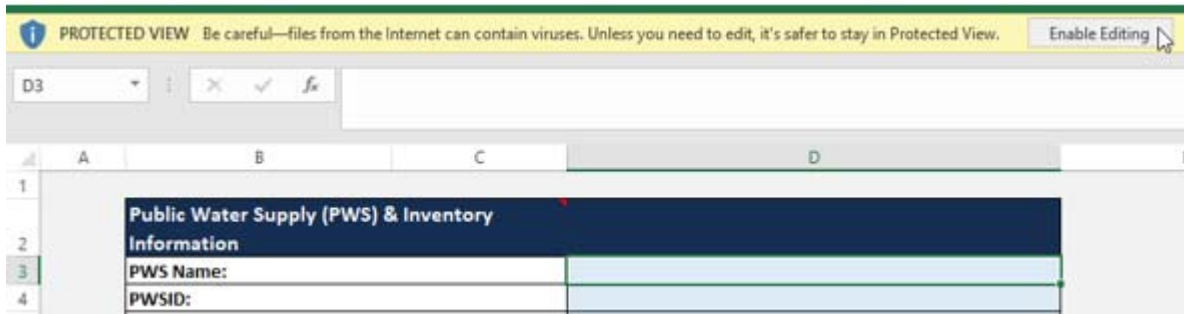 PROTECTED VIEW Be careful—files from the Internet can contain viruses. Unless you need to edit, it's safer to stay in Protected View. Enable Editing
D3 fx
A B C D
1
Public Water Supply (PWS) & Inventory
2 Information
3 PWS Name:
4 PWSID: